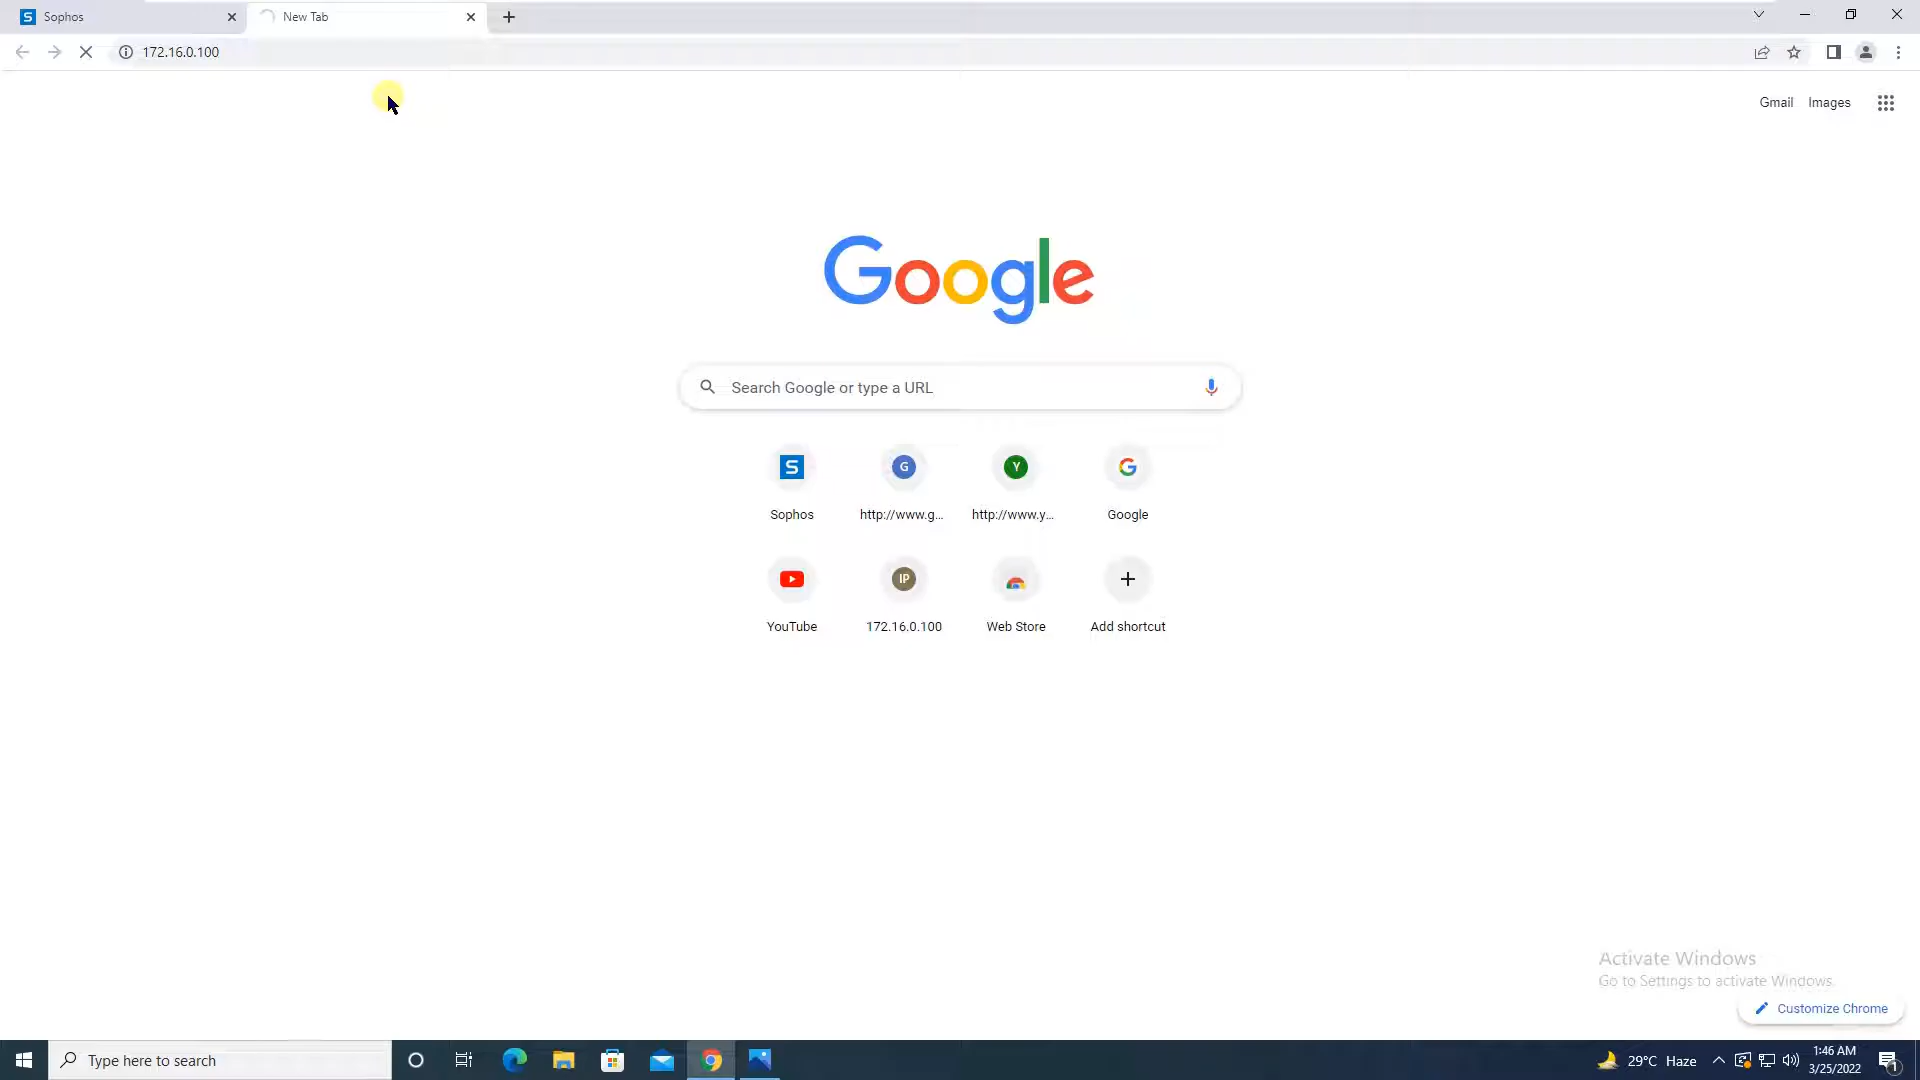 Sophos
New Tab
172.16.0.100
Gmail Images
Google
Search Google or type a URL
S G Y G
Sophos http://www.g... http://www.y... Google
IP
YouTube 172.16.0.100 Web Store Add shortcut
Activate Windows
Go to Settings to activate Windows.
Customize Chrome
Type here to search
29°C Haze
1:46 AM
3/25/2022
1